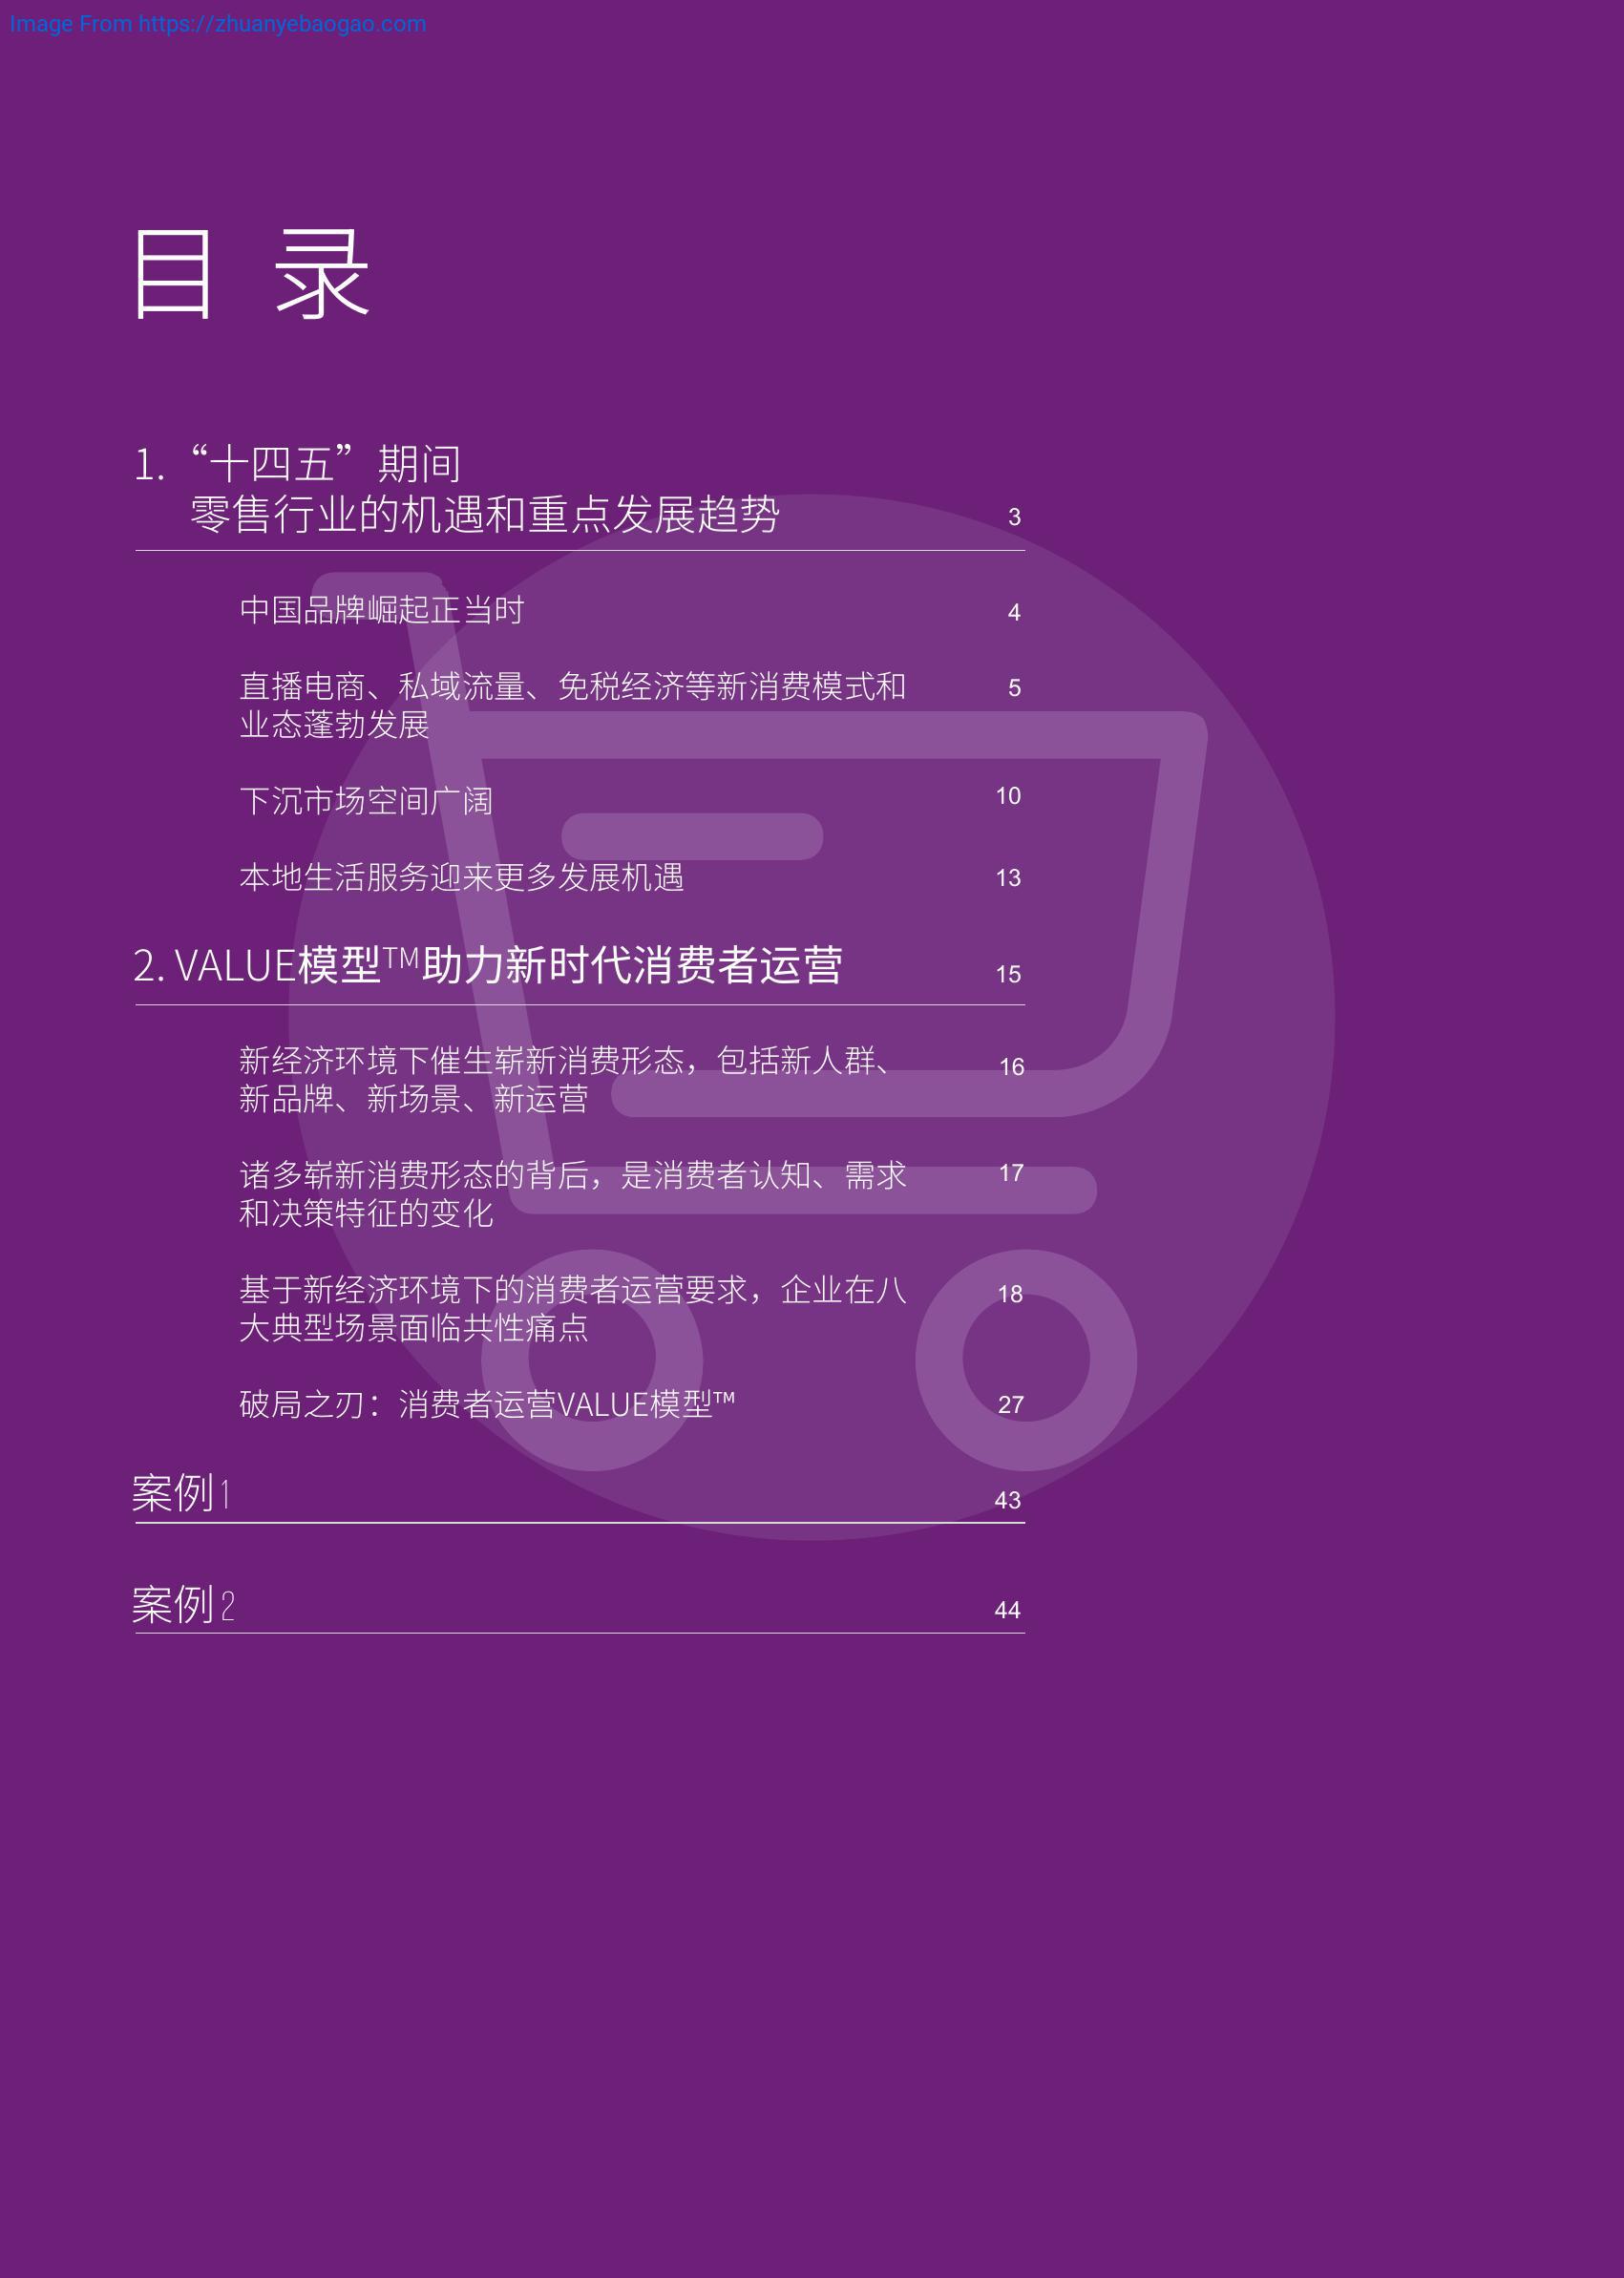 Image From https://zhuanyebaogao.com
目 录
1. “十四五”期间
零售行业的机遇和重点发展趋势 3
中国品牌崛起正当时 4
直播电商、私域流量、免税经济等新消费模式和 5
业态蓬勃发展
下沉市场空间广阔 10
本地生活服务迎来更多发展机遇 13
2. VALUE模型™助力新时代消费者运营 15
新经济环境下催生崭新消费形态，包括新人群、 16
新品牌、新场景、新运营
诸多崭新消费形态的背后，是消费者认知、需求 17
和决策特征的变化
基于新经济环境下的消费者运营要求，企业在八 18
大典型场景面临共性痛点
破局之刃：消费者运营VALUE模型™ 27
案例1 43
案例2 44